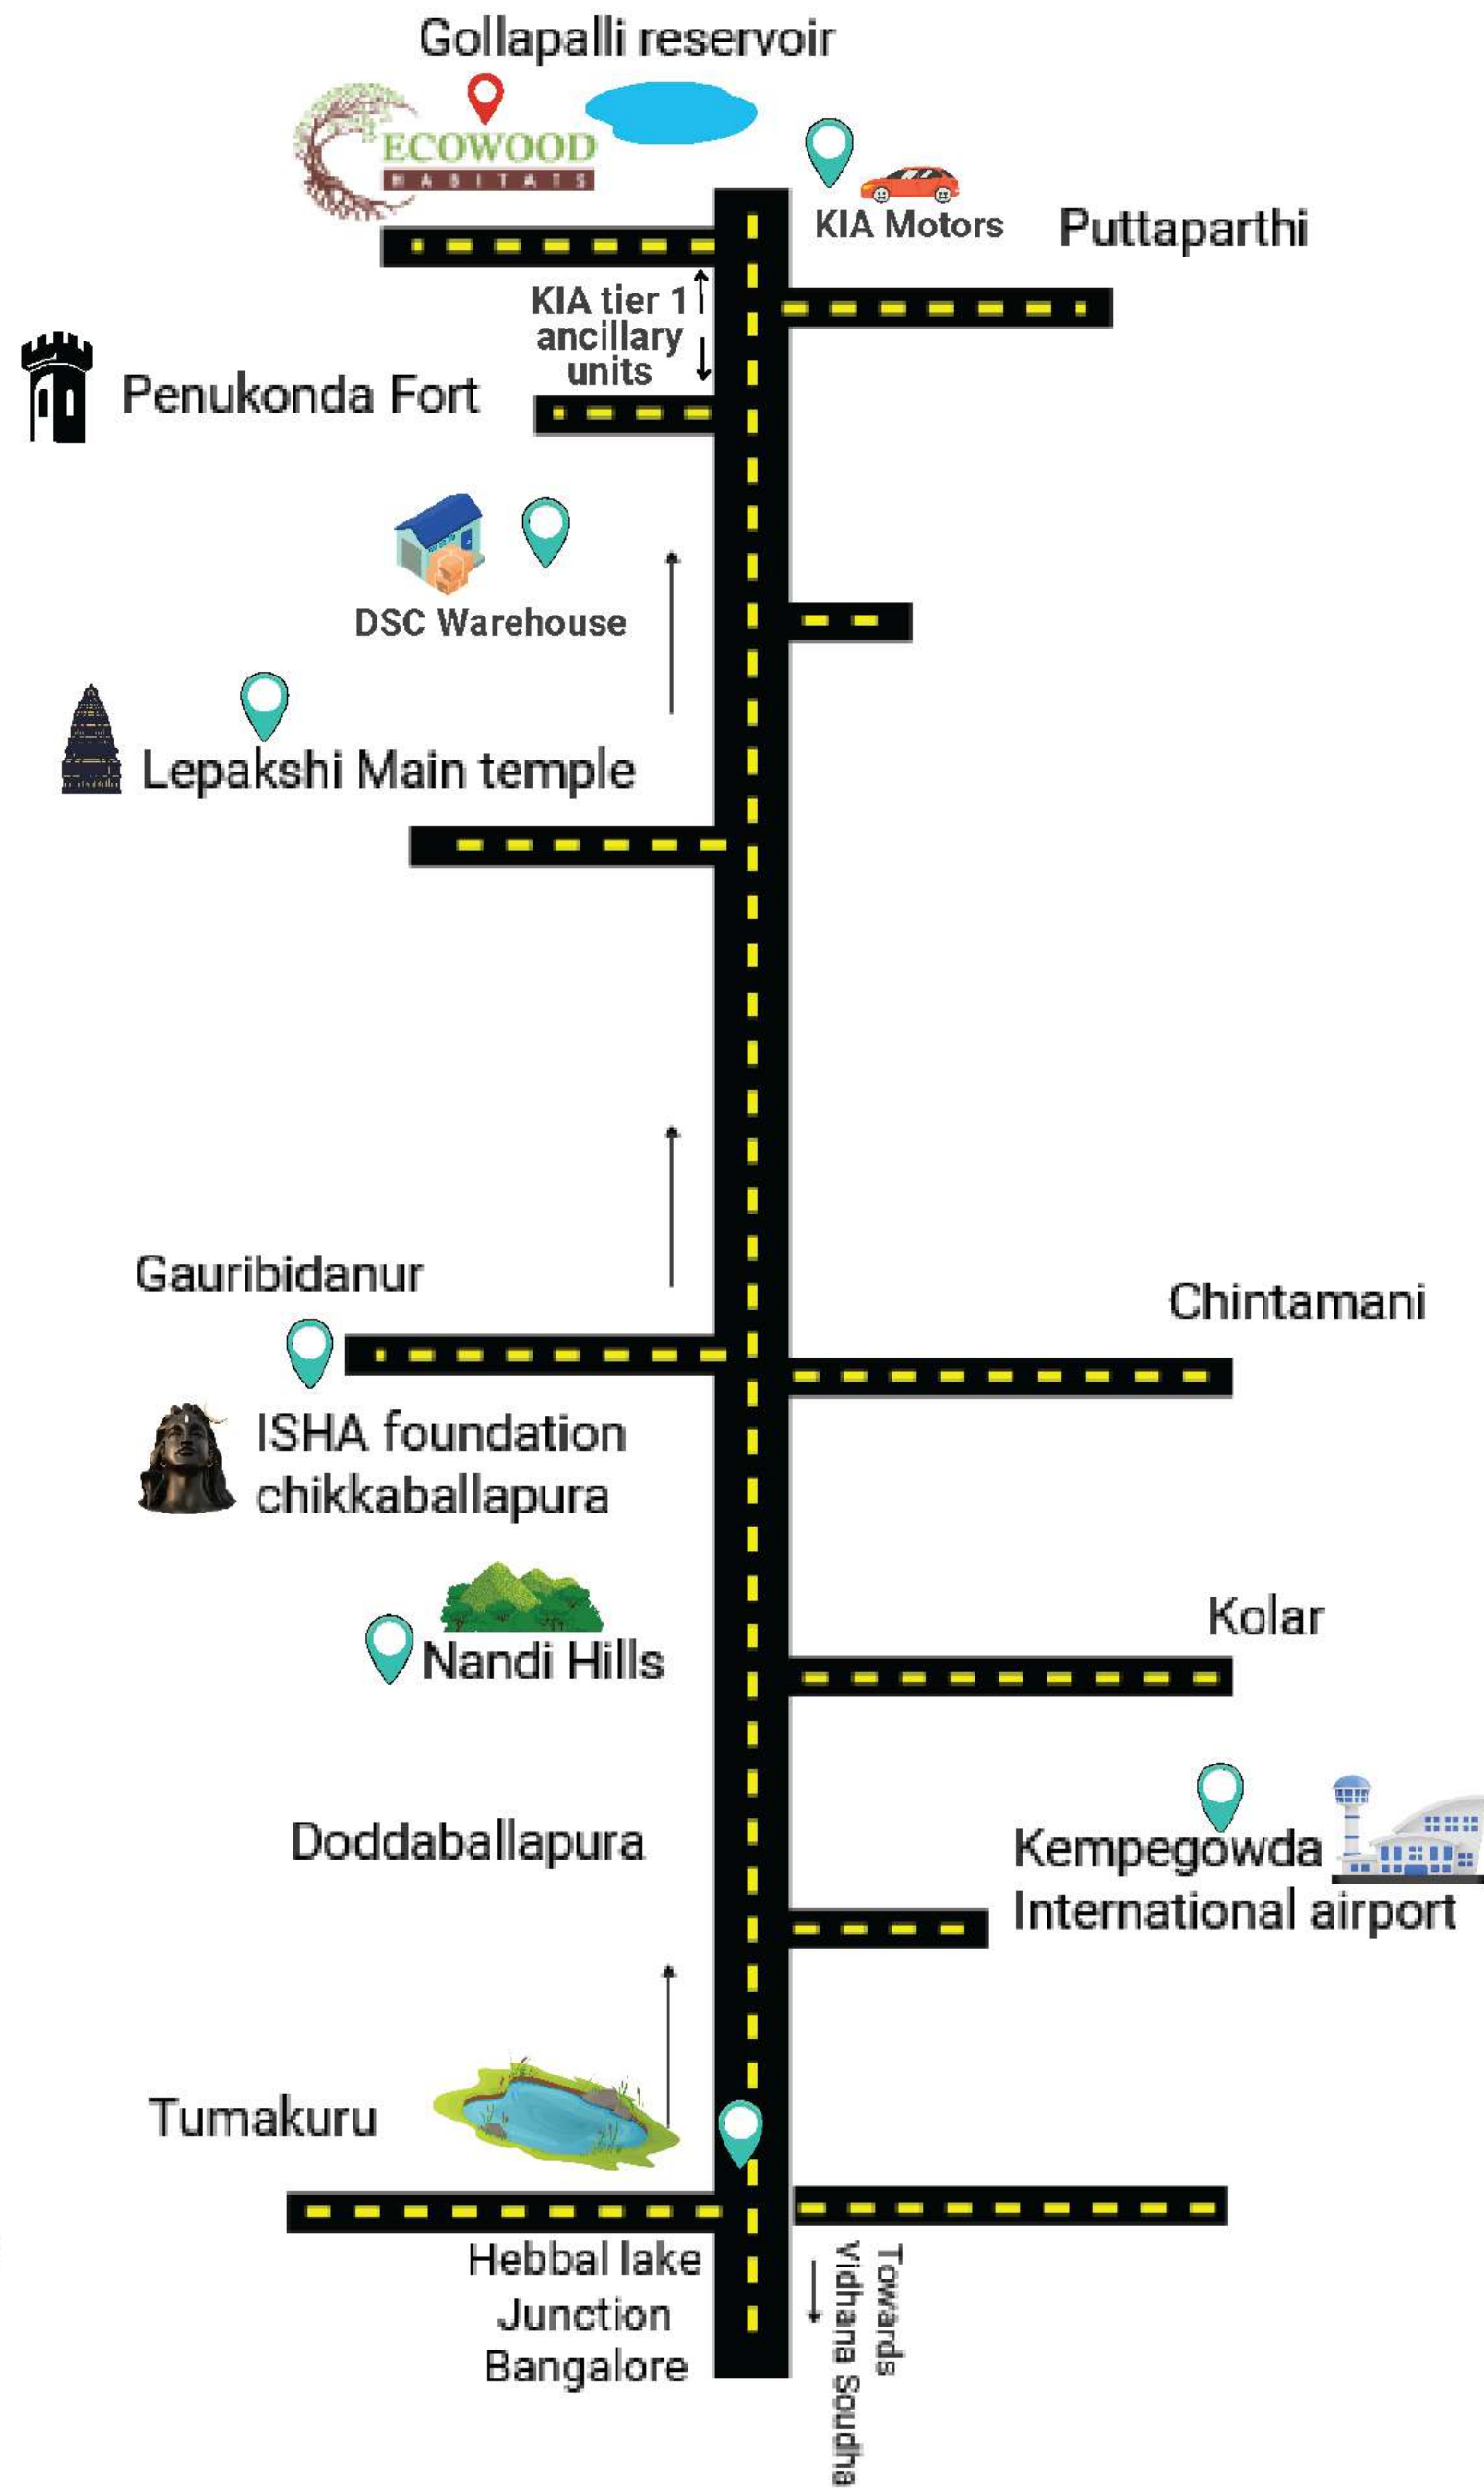 Gollapalli reservoir
ECOWOOD
HABITATS
KIA Motors
Puttaparthi
KIA tier 1
ancillary
units
Penukonda Fort
DSC Warehouse
Lepakshi Main temple
Gauribidanur
Chintamani
ISHA foundation
chikkaballapura
Kolar
Nandi Hills
Doddaballapura
Kempegowda
International airport
Tumakuru
Hebbal lake
Junction
Bangalore
Towards
Vidhana Soudha